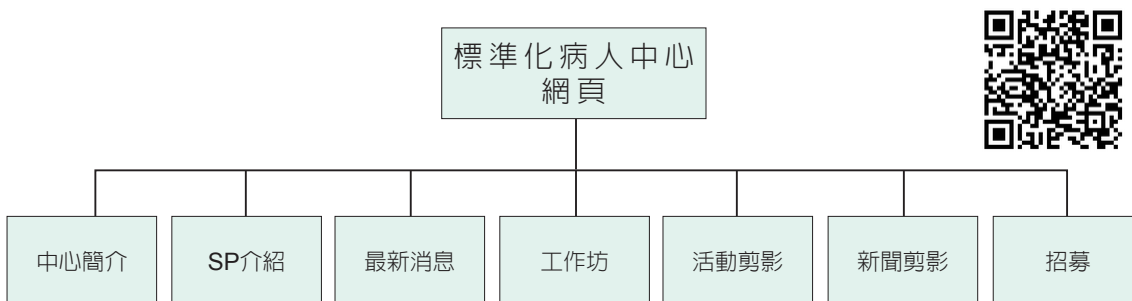 標準化病人中心
網頁
中心簡介
SP介紹
最新消息
工作坊
活動剪影
新聞剪影
招募